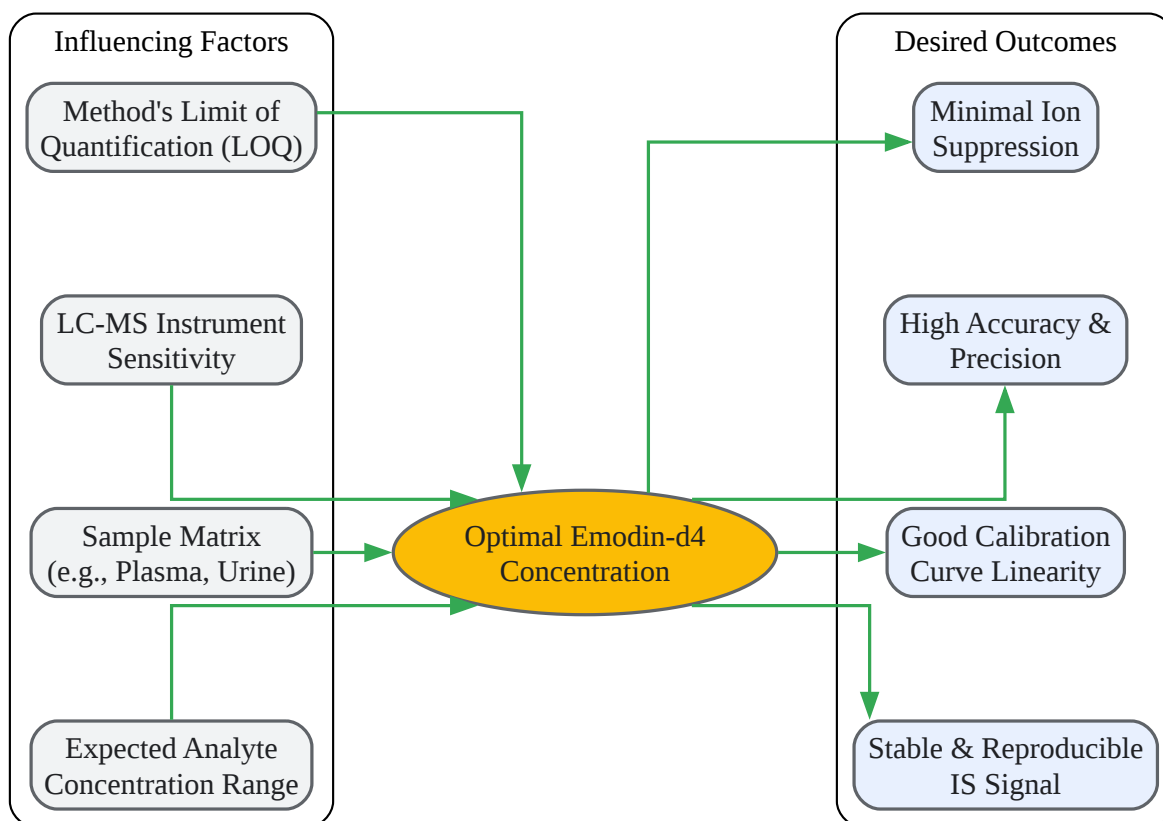 Influencing Factors
Method's Limit of
Quantification (LOQ)
LC-MS Instrument
Sensitivity
Sample Matrix
(e.g., Plasma, Urine)
Expected Analyte
Concentration Range
Optimal Emodin-d4
Concentration
Desired Outcomes
Minimal Ion
Suppression
High Accuracy &
Precision
Good Calibration
Curve Linearity
Stable & Reproducible
IS Signal